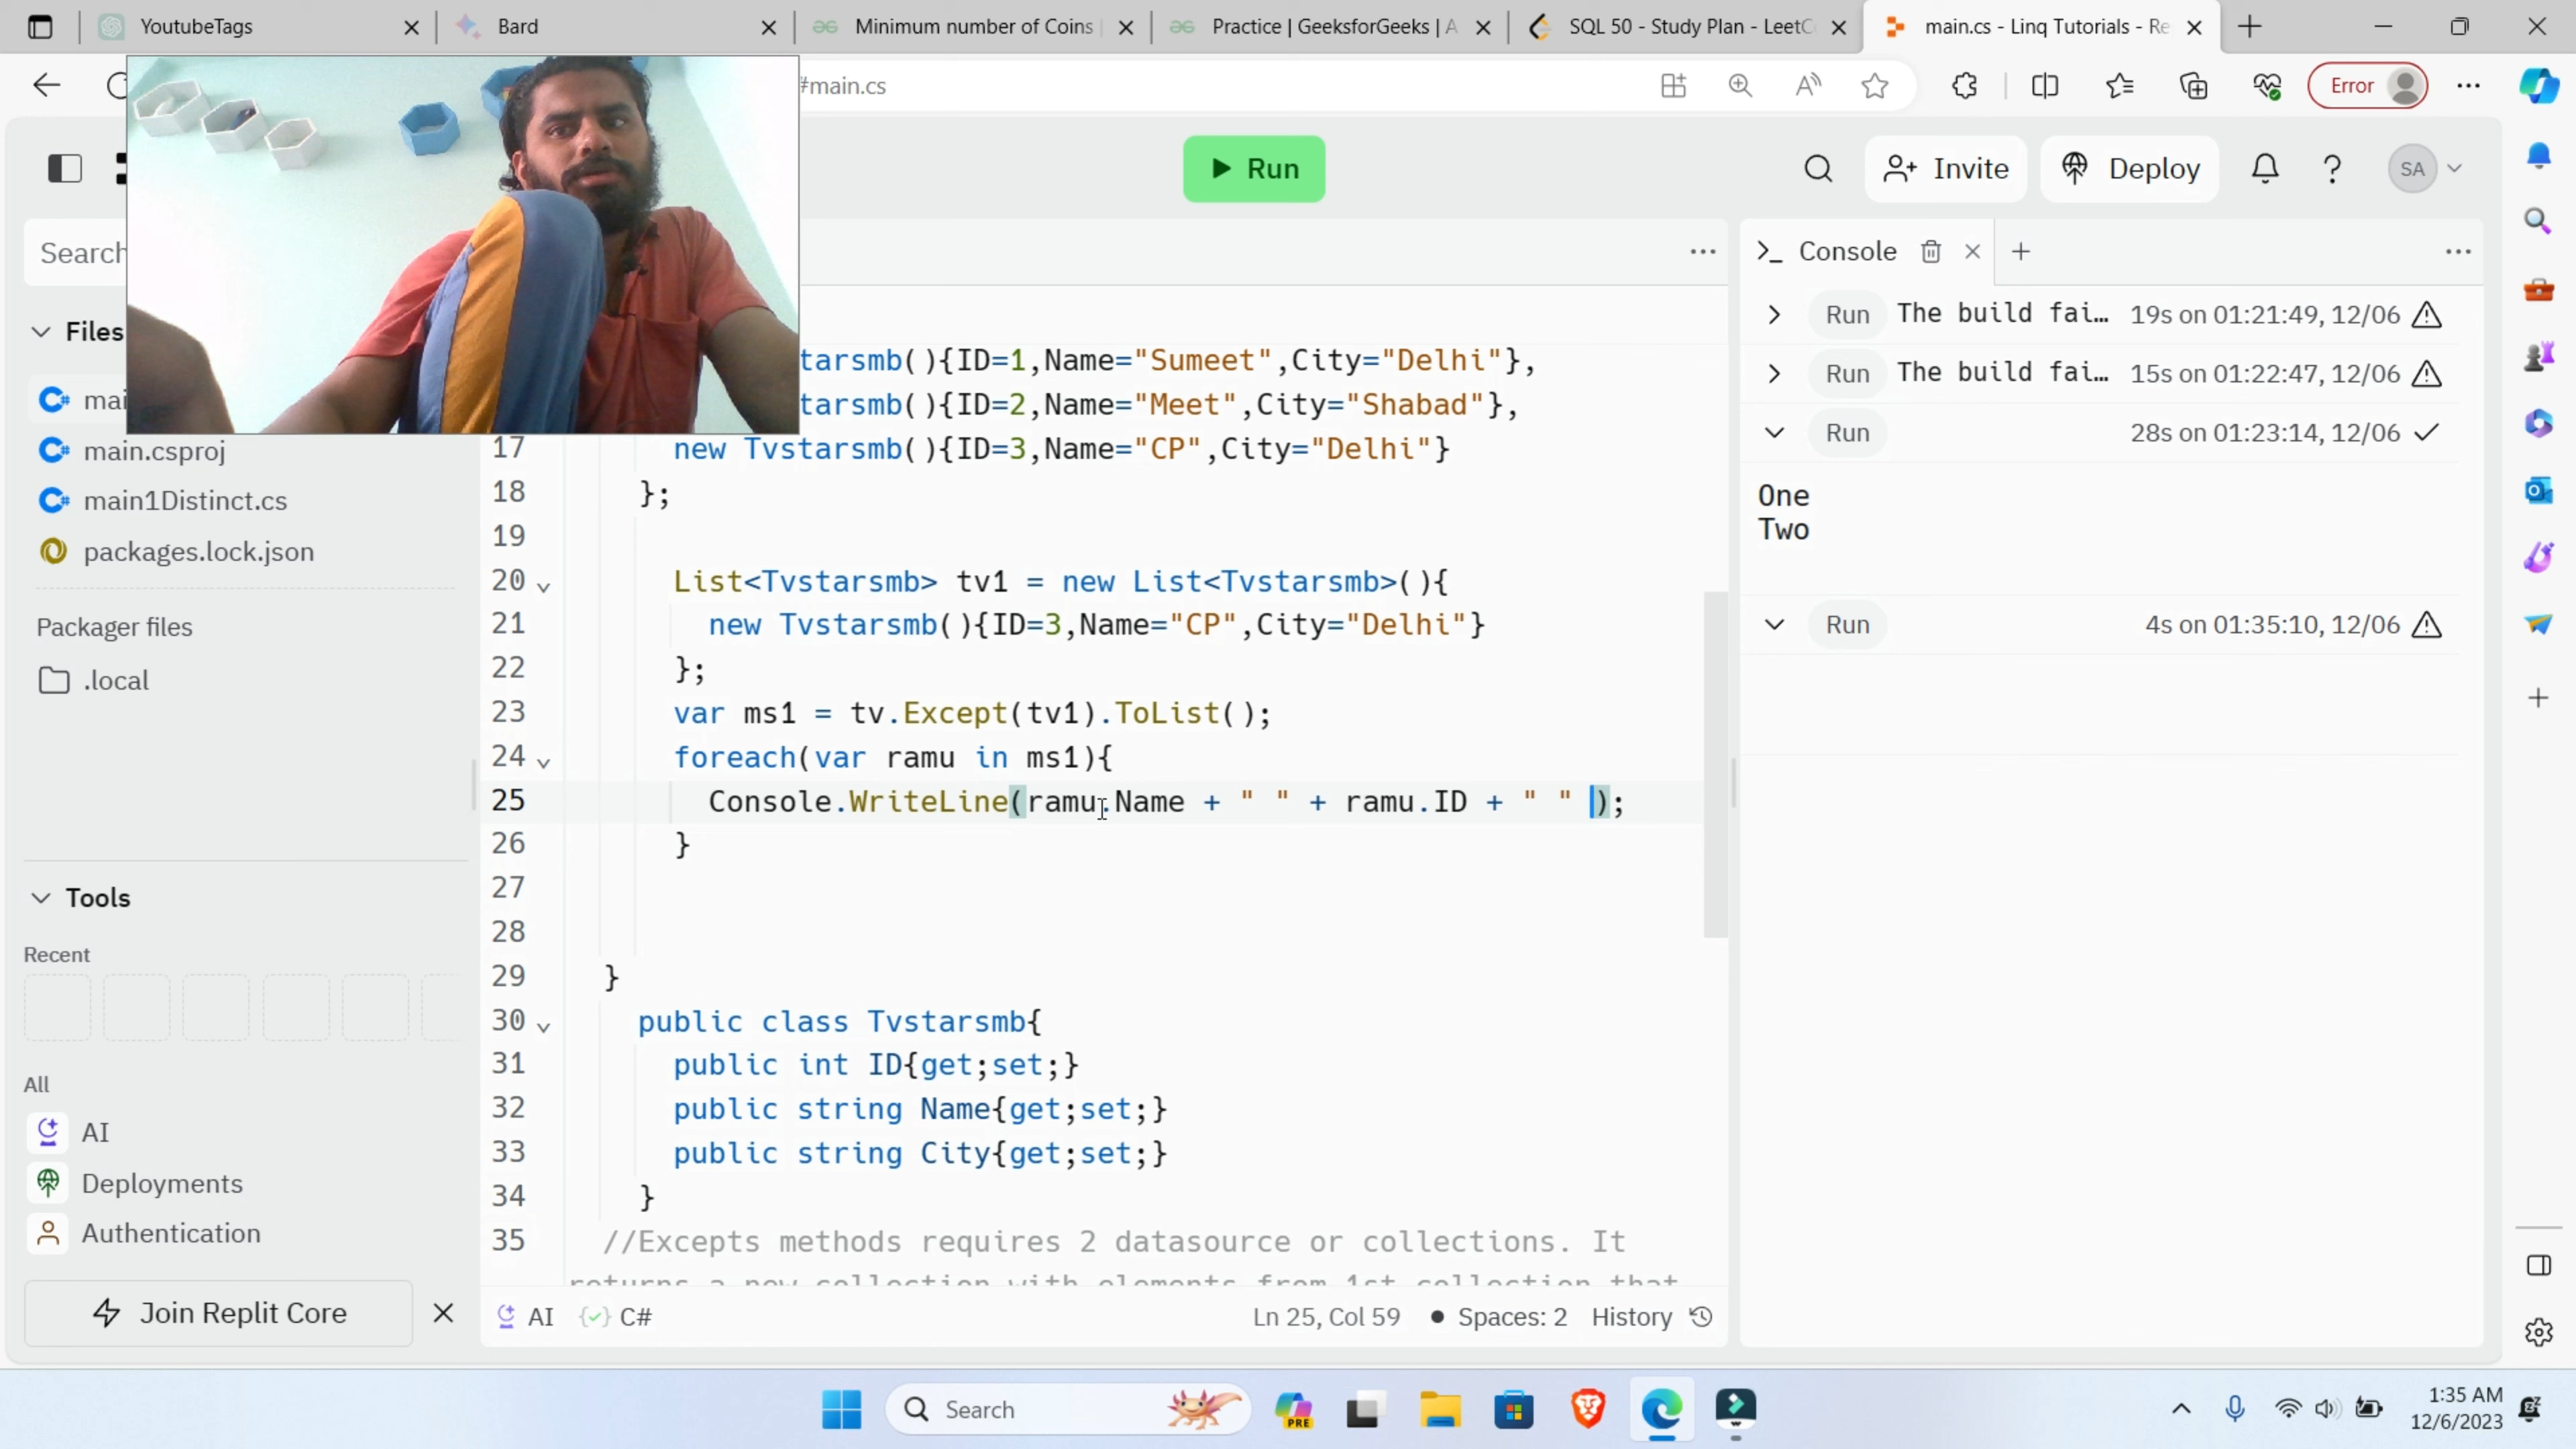 YoutubeTags
Bard
Minimum number of Coins
Practice | GeeksforGeeks | A
SQL 50 - Study Plan - LeetC
main.cs - Linq Tutorials - Re
#main.cs
Error
Run
Invite
Deploy
SA
Search
Files
mai
main.csproj
main1Distinct.cs
packages.lock.json
Packager files
.local
Tools
Recent
All
AI
Deployments
Authentication
Join Replit Core
tarsmb(){ID=1,Name="Sumeet",City="Delhi"},
tarsmb(){ID=2,Name="Meet",City="Shabad"},
17 new Tvstarsmb(){ID=3,Name="CP",City="Delhi"}
18 };
19
20 List<Tvstarsmb> tv1 = new List<Tvstarsmb>(){
21 new Tvstarsmb(){ID=3,Name="CP",City="Delhi"}
22 };
23 var ms1 = tv.Except(tv1).ToList();
24 foreach(var ramu in ms1){
25 Console.WriteLine(ramu.Name + " " + ramu.ID + " " );
26 }
27
28
29 }
30 public class Tvstarsmb{
31 public int ID{get;set;}
32 public string Name{get;set;}
33 public string City{get;set;}
34 }
35 //Excepts methods requires 2 datasource or collections. It
returns a new collection with elements from 1st collection that
AI C# Ln 25, Col 59 Spaces: 2 History
Console
Run The build fai... 19s on 01:21:49, 12/06
Run The build fai... 15s on 01:22:47, 12/06
Run 28s on 01:23:14, 12/06
One
Two
Run 4s on 01:35:10, 12/06
Search
PRE
1:35 AM
12/6/2023